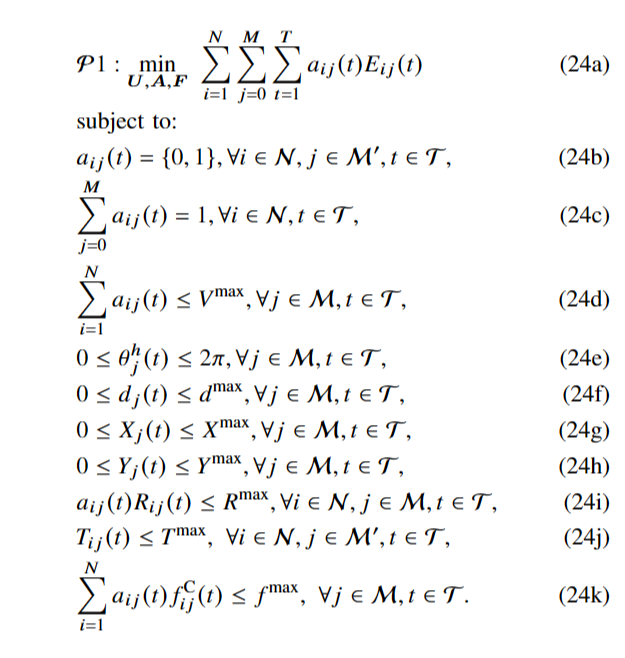 𝒫1 : min_{U,A,F} ∑_{i=1}^{N} ∑_{j=0}^{M} ∑_{t=1}^{T} a_{ij}(t)E_{ij}(t) (24a)
subject to:
a_{ij}(t) = {0, 1}, ∀i ∈ 𝒩, j ∈ ℳ′, t ∈ 𝒯, (24b)
∑_{j=0}^{M} a_{ij}(t) = 1, ∀i ∈ 𝒩, t ∈ 𝒯, (24c)
∑_{i=1}^{N} a_{ij}(t) ≤ V^{max}, ∀j ∈ ℳ, t ∈ 𝒯, (24d)
0 ≤ θ_j^h(t) ≤ 2π, ∀j ∈ ℳ, t ∈ 𝒯, (24e)
0 ≤ d_j(t) ≤ d^{max}, ∀j ∈ ℳ, t ∈ 𝒯, (24f)
0 ≤ X_j(t) ≤ X^{max}, ∀j ∈ ℳ, t ∈ 𝒯, (24g)
0 ≤ Y_j(t) ≤ Y^{max}, ∀j ∈ ℳ, t ∈ 𝒯, (24h)
a_{ij}(t)R_{ij}(t) ≤ R^{max}, ∀i ∈ 𝒩, j ∈ ℳ, t ∈ 𝒯, (24i)
T_{ij}(t) ≤ T^{max}, ∀i ∈ 𝒩, j ∈ ℳ′, t ∈ 𝒯, (24j)
∑_{i=1}^{N} a_{ij}(t) f_{ij}^{C}(t) ≤ f^{max}, ∀j ∈ ℳ, t ∈ 𝒯. (24k)